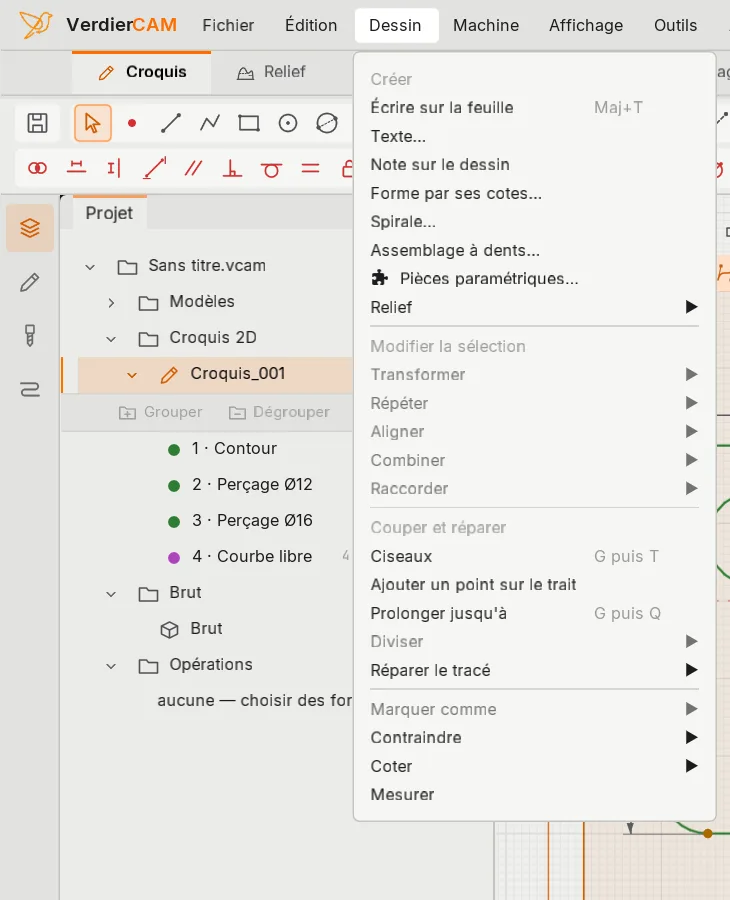 VerdierCAM Fichier Édition Dessin Machine Affichage Outils
Croquis Relief
Projet
Sans titre.vcam
Modèles
Croquis 2D
Croquis_001
Grouper Dégrouper
1 · Contour
2 · Perçage Ø12
3 · Perçage Ø16
4 · Courbe libre 4
Brut
Brut
Opérations
aucune — choisir des for
Créer
Écrire sur la feuille Maj+T
Texte...
Note sur le dessin
Forme par ses cotes...
Spirale...
Assemblage à dents...
Pièces paramétriques...
Relief
Modifier la sélection
Transformer
Répéter
Aligner
Combiner
Raccorder
Couper et réparer
Ciseaux G puis T
Ajouter un point sur le trait
Prolonger jusqu'à G puis Q
Diviser
Réparer le tracé
Marquer comme
Contraindre
Coter
Mesurer